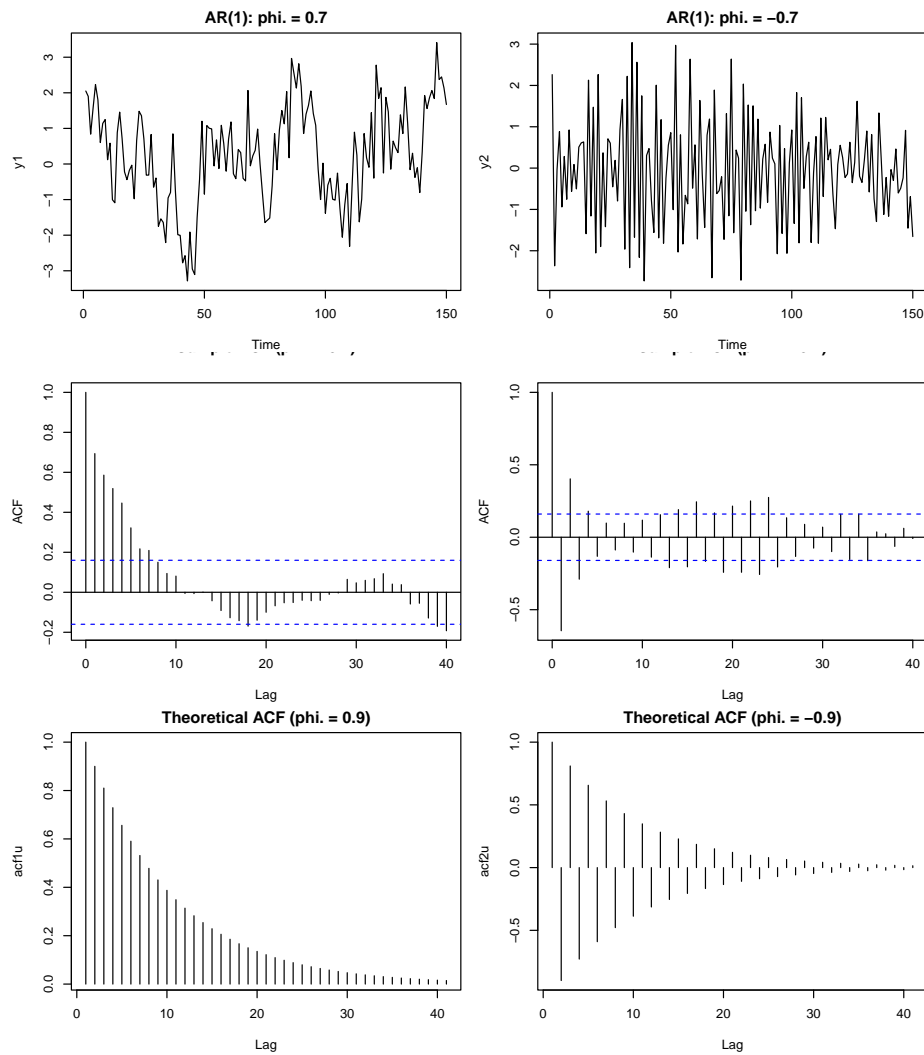 AR(1): phi. = 0.7
3
2
1
0
−1
−2
−3
y1
0 50 100 150
Time
AR(1): phi. = −0.7
3
2
1
0
−1
−2
y2
0 50 100 150
Time
1.0
0.8
0.6
0.4
0.2
0.0
−0.2
ACF
0 10 20 30 40
Lag
1.0
0.5
0.0
−0.5
ACF
0 10 20 30 40
Lag
Theoretical ACF (phi. = 0.9)
1.0
0.8
0.6
0.4
0.2
0.0
acf1u
0 10 20 30 40
Lag
Theoretical ACF (phi. = −0.9)
1.0
0.5
0.0
−0.5
acf2u
0 10 20 30 40
Lag